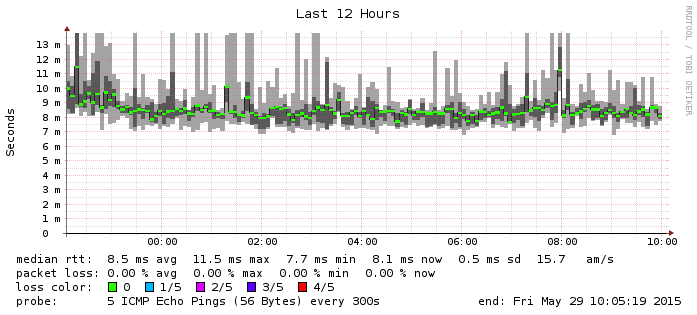 Last 12 Hours
RRDTOOL / TOBI OETIKER
Seconds
13 m
12 m
11 m
10 m
9 m
8 m
7 m
6 m
5 m
4 m
3 m
2 m
1 m
0
00:00 02:00 04:00 06:00 08:00 10:00
median rtt: 8.5 ms avg 11.5 ms max 7.7 ms min 8.1 ms now 0.5 ms sd 15.7 am/s
packet loss: 0.00 % avg 0.00 % max 0.00 % min 0.00 % now
loss color: 0 1/5 2/5 3/5 4/5
probe: 5 ICMP Echo Pings (56 Bytes) every 300s end: Fri May 29 10:05:19 2015